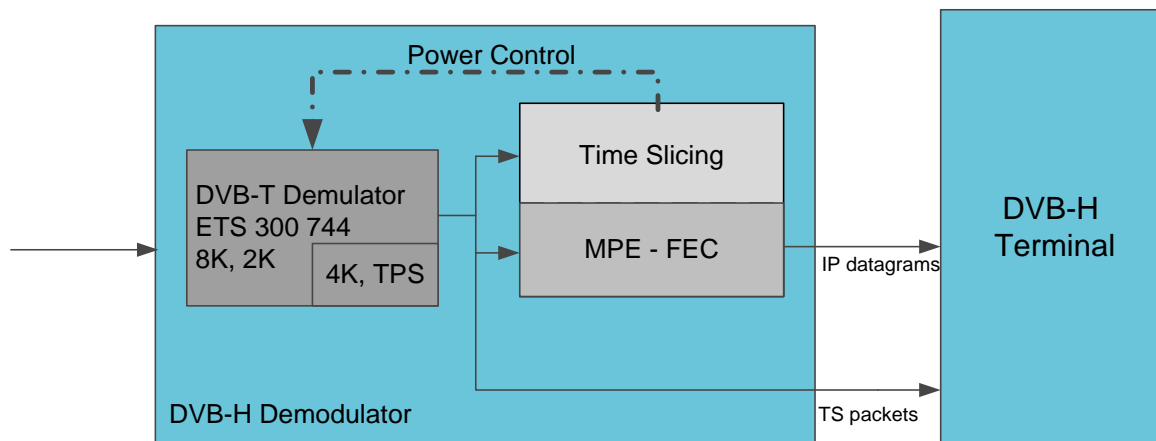 Power Control
Time Slicing
DVB-T Demulator
ETS 300 744
8K, 2K
4K, TPS
MPE - FEC
IP datagrams
DVB-H
Terminal
DVB-H Demodulator
TS packets